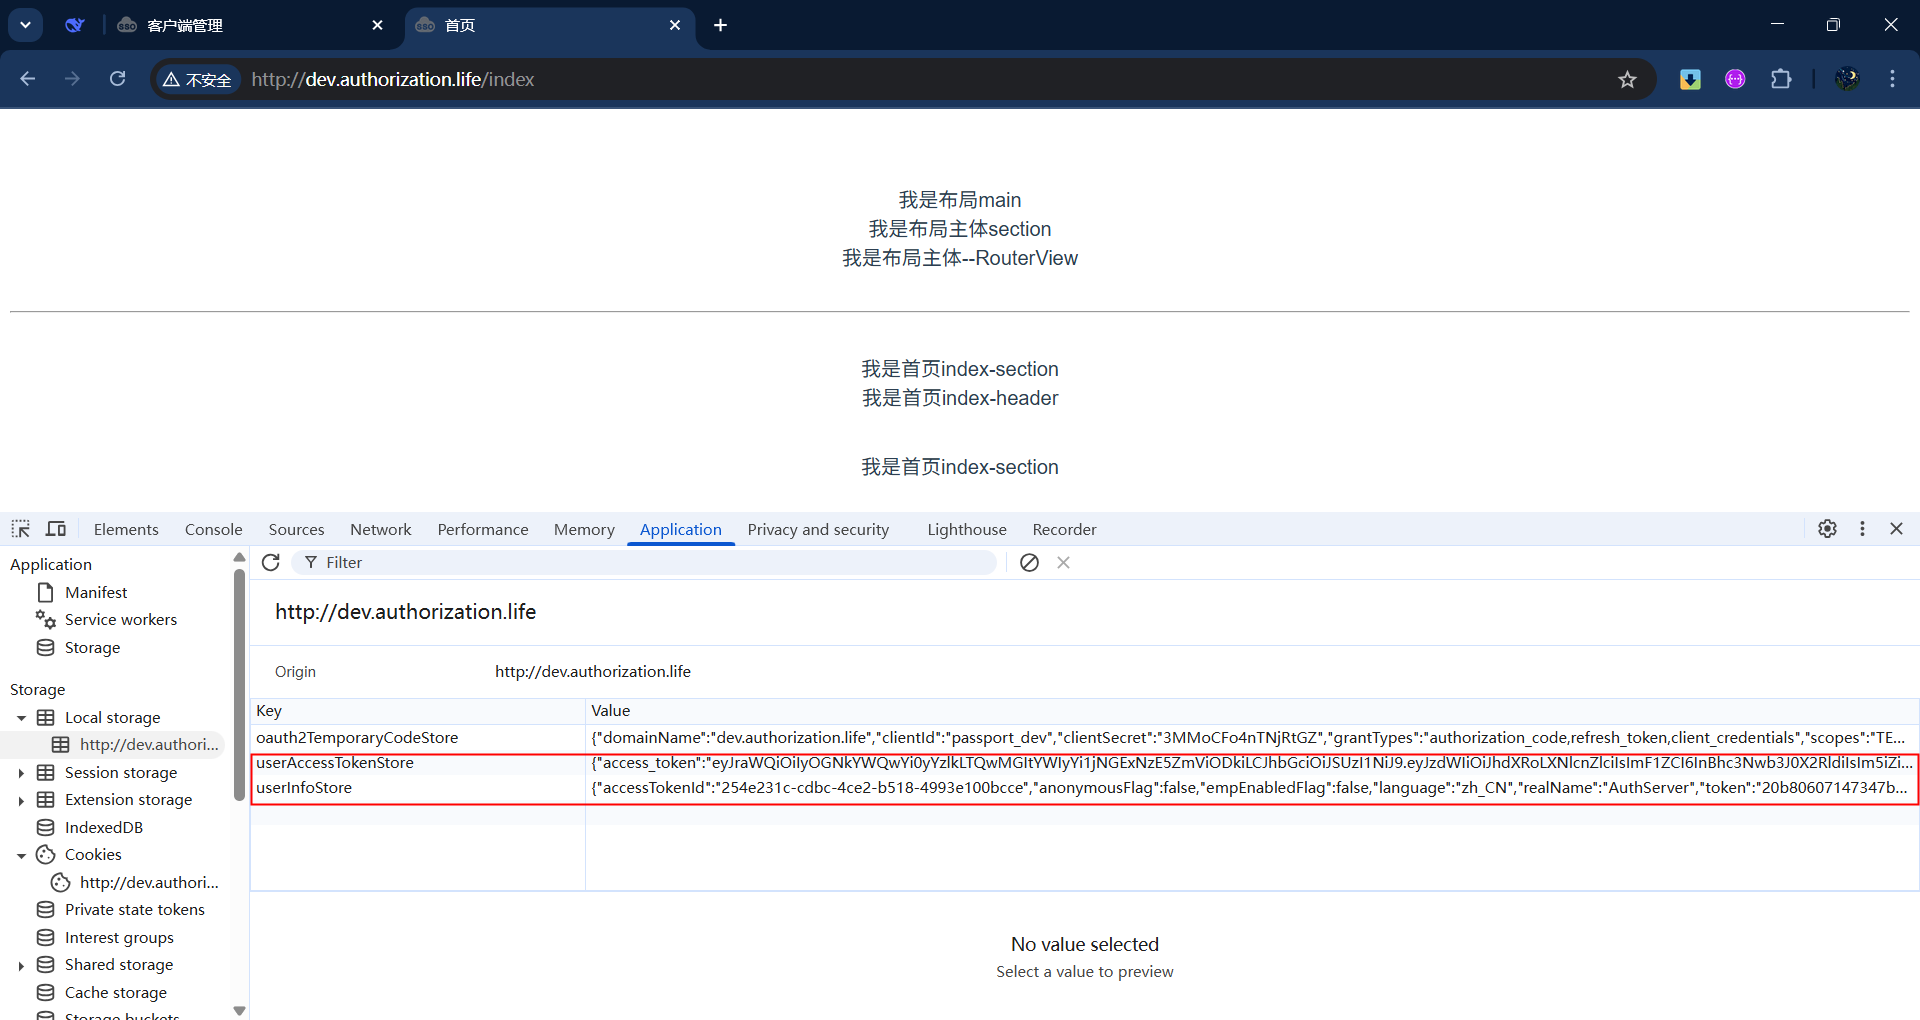 客户端管理
首页
不安全
http://dev.authorization.life/index
我是布局main
我是布局主体section
我是布局主体--RouterView
我是首页index-section
我是首页index-header
我是首页index-section
Elements
Console
Sources
Network
Performance
Memory
Application
Privacy and security
Lighthouse
Recorder
Application
Manifest
Service workers
Storage
Storage
Local storage
http://dev.authori...
Session storage
Extension storage
IndexedDB
Cookies
http://dev.authori...
Private state tokens
Interest groups
Shared storage
Cache storage
Storage buckets
Filter
http://dev.authorization.life
Origin http://dev.authorization.life
Key Value
oauth2TemporaryCodeStore {"domainName":"dev.authorization.life","clientId":"passport_dev","clientSecret":"3MMoCFo4nTNjRtGZ","grantTypes":"authorization_code,refresh_token,client_credentials","scopes":"TE...
userAccessTokenStore {"access_token":"eyJraWQiOiIyOGNkYWQwYi0yYzlkLTQwMGItYWIyYi1jNGExNzE5ZmViODkiLCJhbGciOiJSUzI1NiJ9.eyJzdWIiOiJhdXRoLXNlcnZlciIsImF1ZCI6InBhc3Nwb3J0X2RldiIsIm5iZi...
userInfoStore {"accessTokenId":"254e231c-cdbc-4ce2-b518-4993e100bcce","anonymousFlag":false,"empEnabledFlag":false,"language":"zh_CN","realName":"AuthServer","token":"20b80607147347b...
No value selected
Select a value to preview